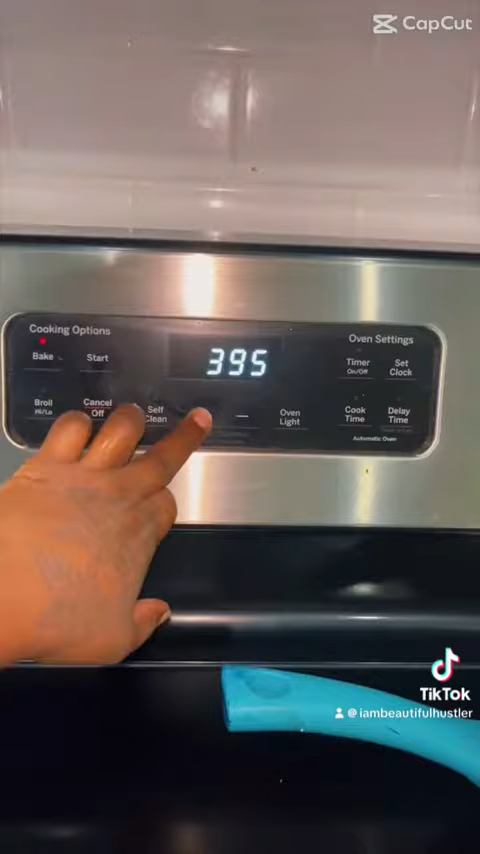 CapCut
Cooking Options
Oven Settings
Bake
Start
395
Timer
On/Off
Set
Clock
Broil
Hi/Lo
Cancel
Off
Self
Clean
Oven
Light
Cook
Time
Delay
Time
Automatic Oven
TikTok
@iambeautifulhustler